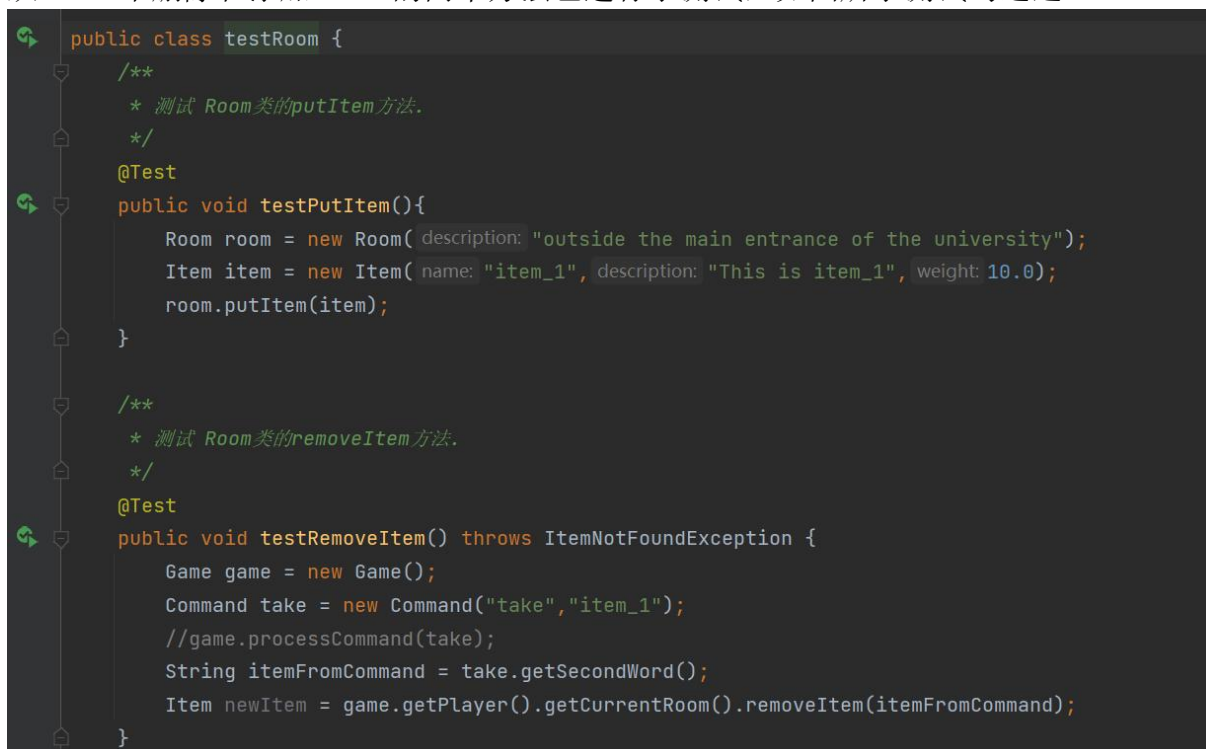 public class testRoom {
/**
* 测试 Room类的putItem方法.
*/
@Test
public void testPutItem(){
Room room = new Room( description: "outside the main entrance of the university");
Item item = new Item( name: "item_1", description: "This is item_1", weight: 10.0);
room.putItem(item);
}
/**
* 测试 Room类的removeItem方法.
*/
@Test
public void testRemoveItem() throws ItemNotFoundException {
Game game = new Game();
Command take = new Command("take","item_1");
//game.processCommand(take);
String itemFromCommand = take.getSecondWord();
Item newItem = game.getPlayer().getCurrentRoom().removeItem(itemFromCommand);
}